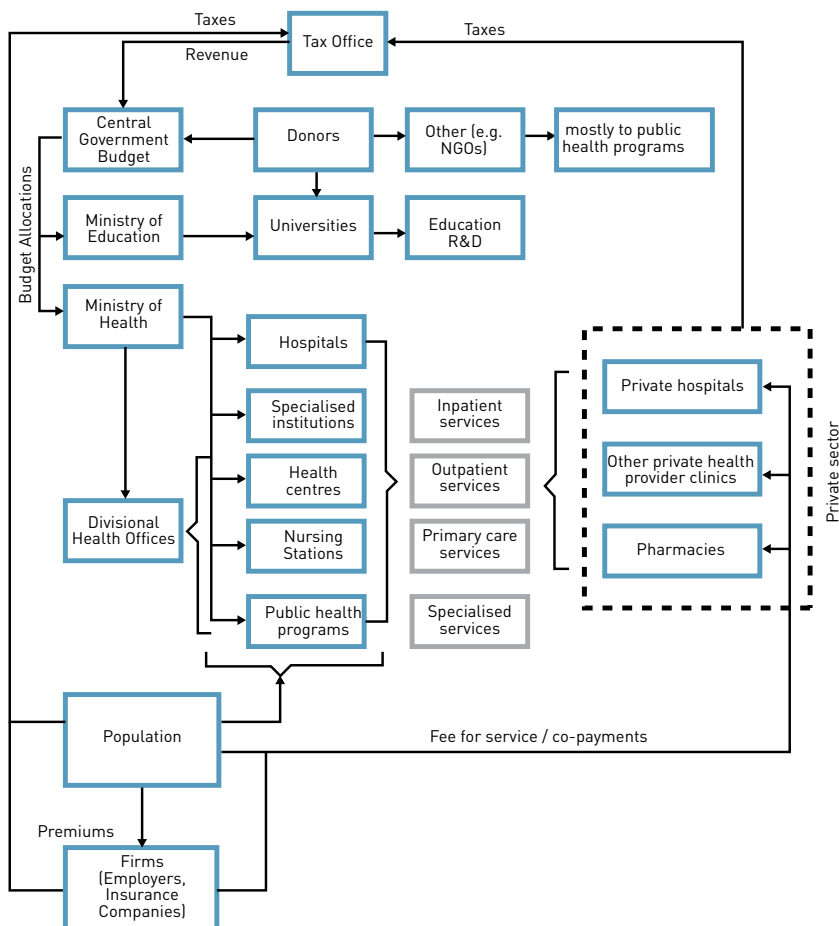 Taxes
Tax Office
Taxes
Revenue
Central
Government
Budget
Donors
Other (e.g.
NGOs)
mostly to public
health programs
Budget Allocations
Ministry of
Education
Universities
Education
R&D
Ministry of
Health
Hospitals
Private hospitals
Specialised
institutions
Inpatient
services
Health
centres
Outpatient
services
Other private health
provider clinics
Private sector
Divisional
Health Offices
Nursing
Stations
Primary care
services
Pharmacies
Public health
programs
Specialised
services
Population
Fee for service / co-payments
Premiums
Firms
(Employers,
Insurance
Companies)